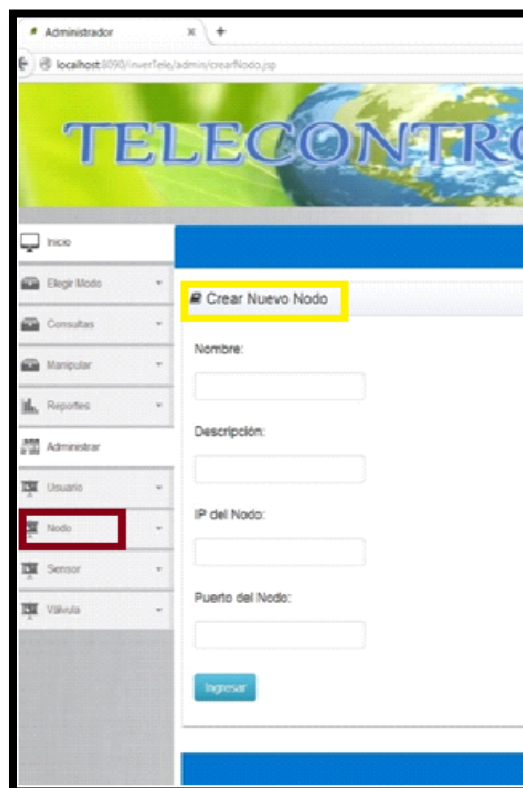 Administrador
localhost:8090/InverTele/admin/crearNodo.jsp
TELECONTRO
Inicio
Elegir Modo
Consultas
Manipular
Reportes
Administrar
Usuario
Nodo
Sensor
Válvula
Crear Nuevo Nodo
Nombre:
Descripción:
IP del Nodo:
Puerto del Nodo:
Ingresar